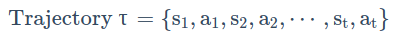 Trajectory τ = {s₁, a₁, s₂, a₂, ⋯ , sₜ, aₜ}